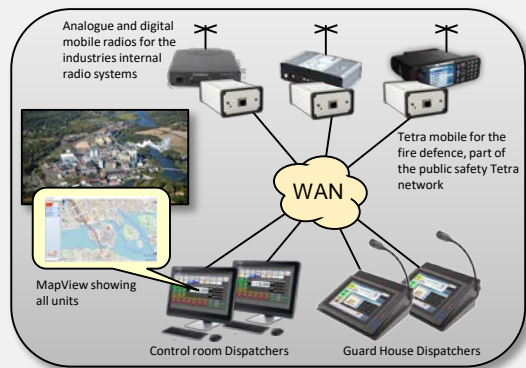 Analogue and digital
mobile radios for the
industries internal
radio systems
Tetra mobile for the
fire defence, part of
the public safety Tetra
network
WAN
MapView showing
all units
Control room Dispatchers
Guard House Dispatchers